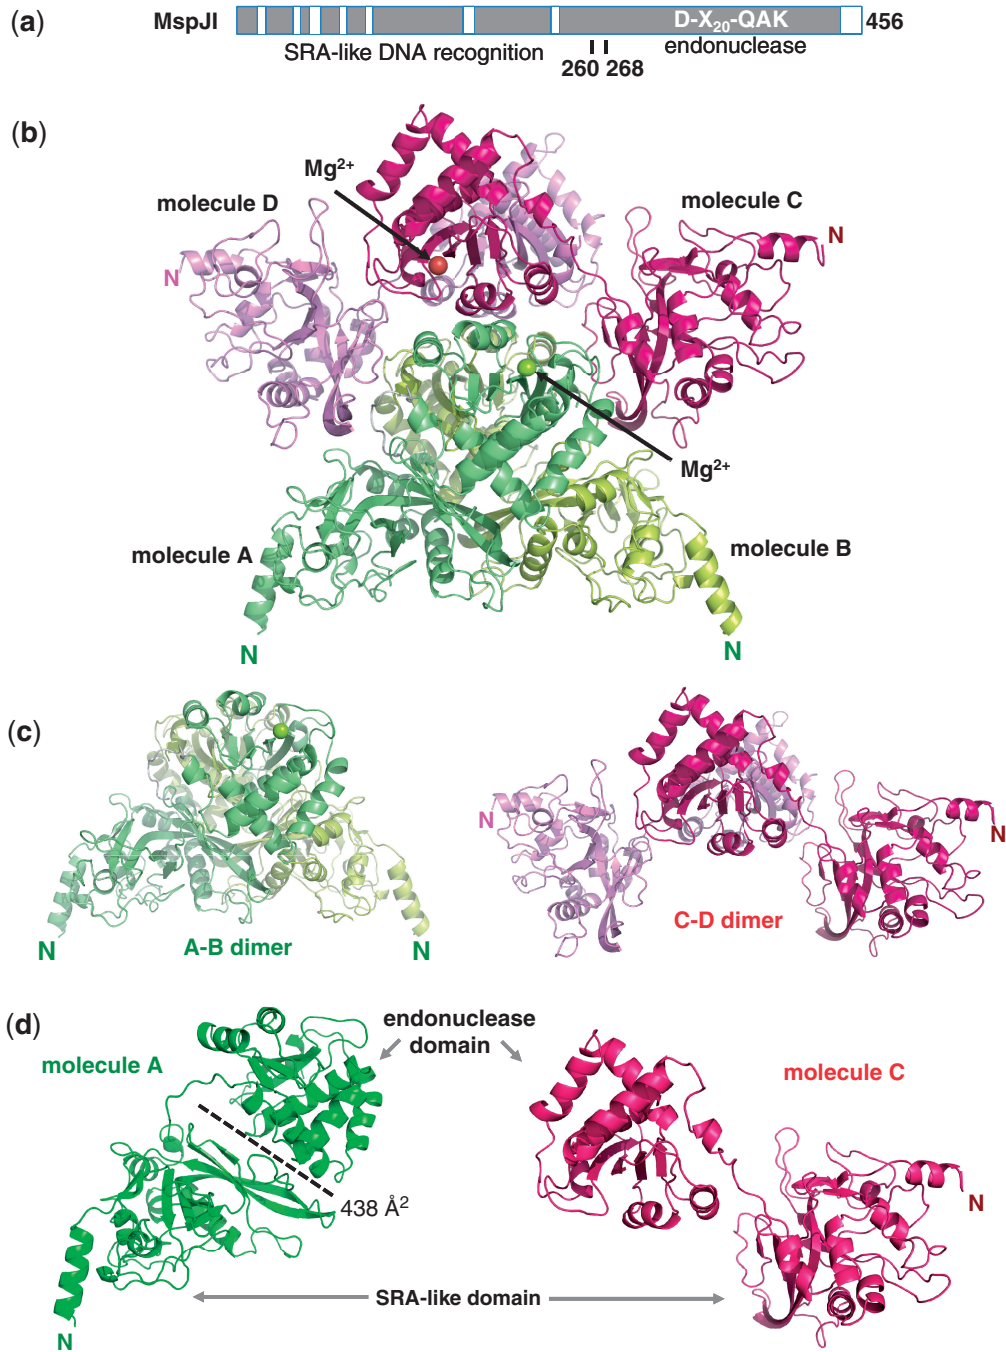 (a)
MspJI
D-X20-QAK
456
SRA-like DNA recognition
endonuclease
260 268
(b)
Mg2+
molecule D
molecule C
N
N
Mg2+
molecule A
molecule B
N
N
(c)
N
N
N
N
A-B dimer
C-D dimer
(d)
endonuclease
domain
molecule A
molecule C
438 Å2
N
SRA-like domain
N